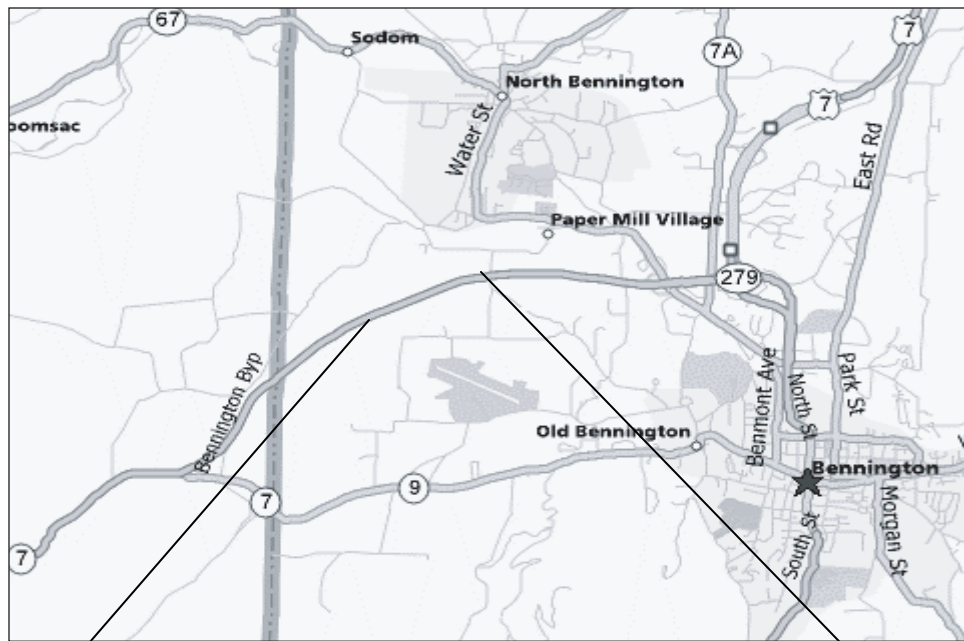 67
Sodom
7A
7
North Bennington
7
oomsac
Water St
East Rd
Paper Mill Village
279
Bennington Byp
Benmont Ave
North St
Park St
Old Bennington
Bennington
9
7
South St
Morgan St
7